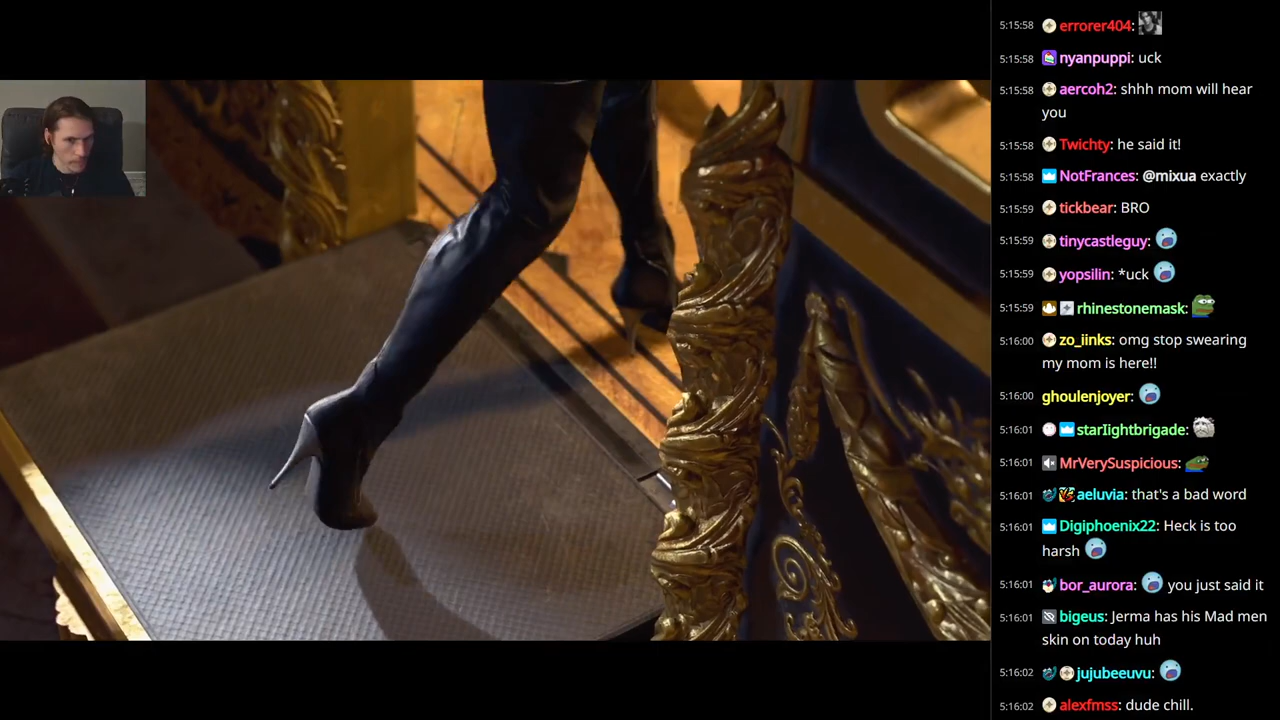 5:15:58 errorer404:
5:15:58 nyanpuppi: uck
5:15:58 aercoh2: shhh mom will hear
you
5:15:58 Twichty: he said it!
5:15:58 NotFrances: @mixua exactly
5:15:59 tickbear: BRO
5:15:59 tinycastleguy:
5:15:59 yopsilin: *uck
5:15:59 rhinestonemask:
5:16:00 zo_iinks: omg stop swearing
my mom is here!!
5:16:00 ghoulenjoyer:
5:16:01 starIightbrigade:
5:16:01 MrVerySuspicious:
5:16:01 aeluvia: that's a bad word
5:16:01 Digiphoenix22: Heck is too
harsh
5:16:01 bor_aurora: you just said it
5:16:01 bigeus: Jerma has his Mad men
skin on today huh
5:16:02 jujubeeuvu:
5:16:02 alexfmss: dude chill.